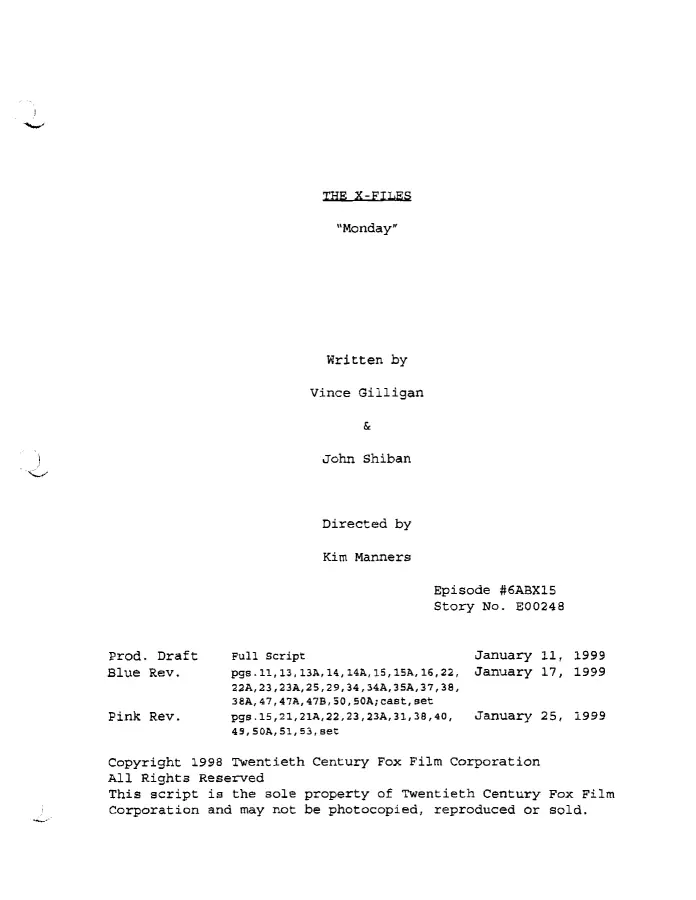 THE X-FILES
"Monday"
Written by
Vince Gilligan
&
John Shiban
Directed by
Kim Manners
Episode #6ABX15
Story No. E00248
Prod. Draft Full Script January 11, 1999
Blue Rev. pgs.11,13,13A,14,14A,15,15A,16,22, January 17, 1999
22A,23,23A,25,29,34,34A,35A,37,38,
38A,47,47A,47B,50,50A;cast,set
Pink Rev. pgs.15,21,21A,22,23,23A,31,38,40, January 25, 1999
49,50A,51,53,set
Copyright 1998 Twentieth Century Fox Film Corporation
All Rights Reserved
This script is the sole property of Twentieth Century Fox Film
Corporation and may not be photocopied, reproduced or sold.